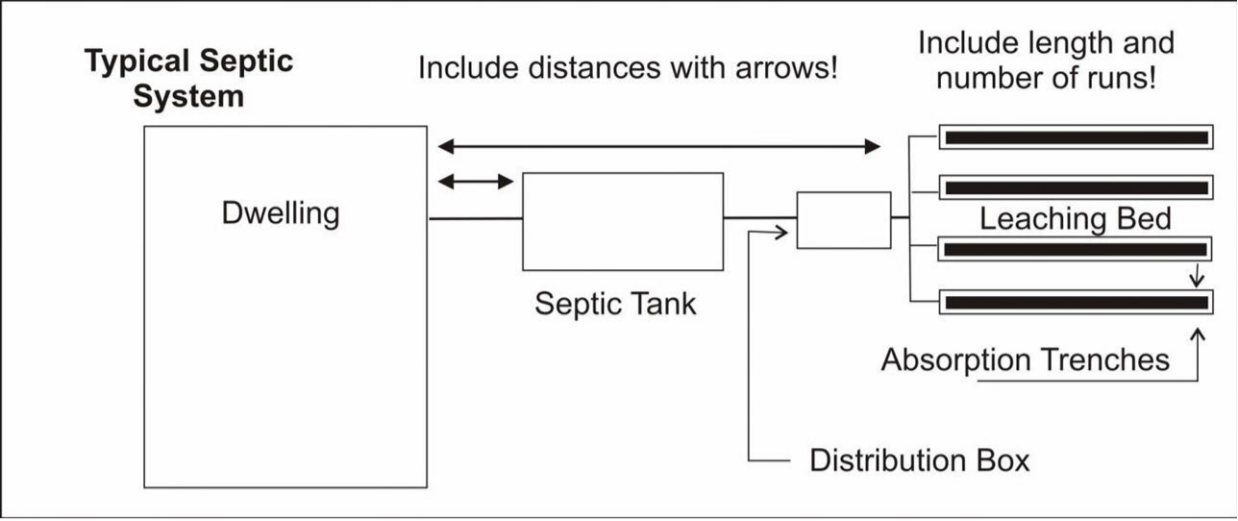 Typical Septic
System
Include distances with arrows!
Include length and
number of runs!
Dwelling
Leaching Bed
Septic Tank
Absorption Trenches
Distribution Box